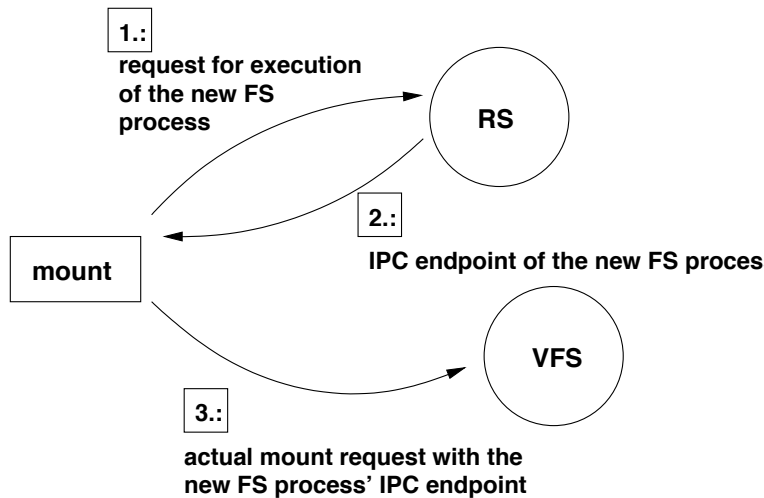 1.:
request for execution
of the new FS
process
RS
2.:
IPC endpoint of the new FS proces
mount
VFS
3.:
actual mount request with the
new FS process' IPC endpoint